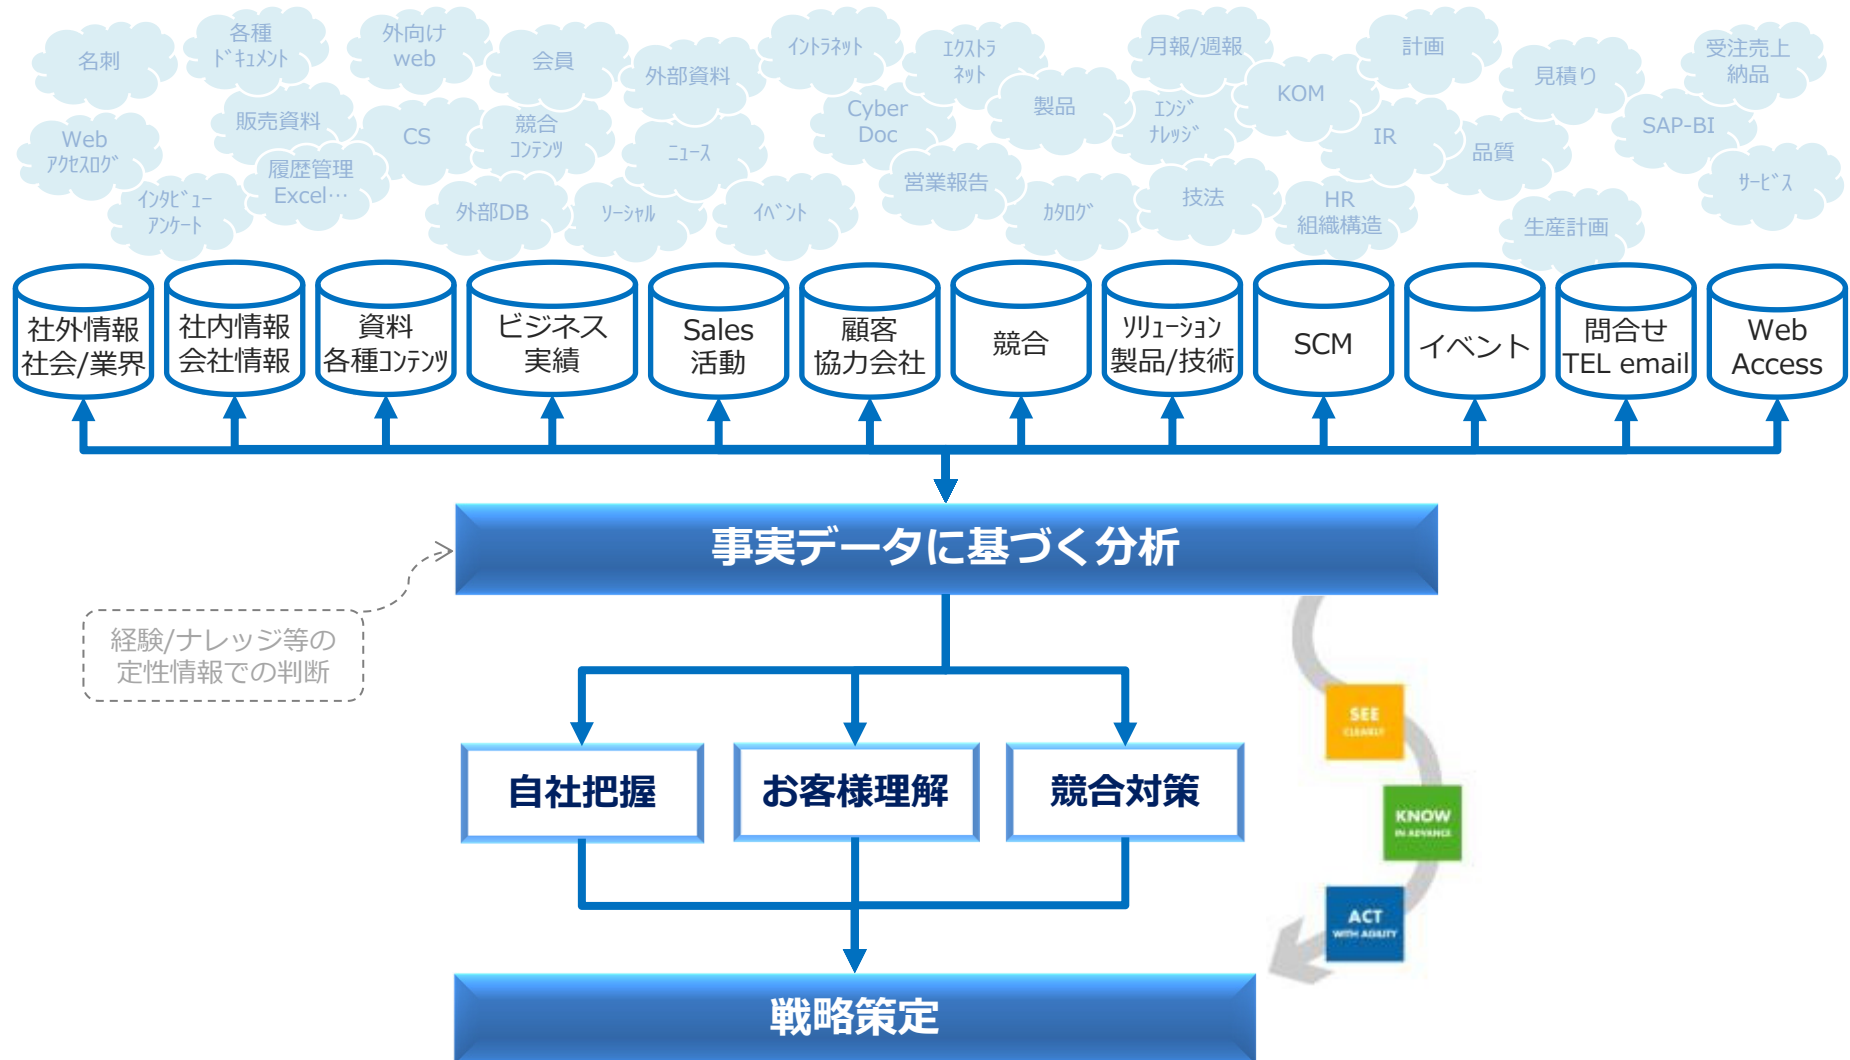 名刺
各種
ﾄﾞｷｭﾒﾝﾄ
外向け
web
会員
外部資料
ｲﾝﾄﾗﾈｯﾄ
ｴｸｽﾄﾗ
ﾈｯﾄ
月報/週報
計画
見積り
受注売上
納品
Web
ｱｸｾｽﾛｸﾞ
販売資料
CS
競合
ｺﾝﾃﾝﾂ
ﾆｭｰｽ
Cyber
Doc
製品
ｴﾝｼﾞ
ﾅﾚｯｼﾞ
KOM
IR
品質
SAP-BI
ｻｰﾋﾞｽ
ｲﾝﾀﾋﾞｭｰ
ｱﾝｹｰﾄ
履歴管理
Excel…
外部DB
ｿｰｼｬﾙ
ｲﾍﾞﾝﾄ
営業報告
ｶﾀﾛｸﾞ
技法
HR
組織構造
生産計画
社外情報
社会/業界
社内情報
会社情報
資料
各種ｺﾝﾃﾝﾂ
ビジネス
実績
Sales
活動
顧客
協力会社
競合
ｿﾘｭｰｼｮﾝ
製品/技術
SCM
イベント
問合せ
TEL email
Web
Access
事実データに基づく分析
経験/ナレッジ等の
定性情報での判断
SEE
CLEARLY
KNOW
IN ADVANCE
ACT
WITH AGILITY
自社把握
お客様理解
競合対策
戦略策定